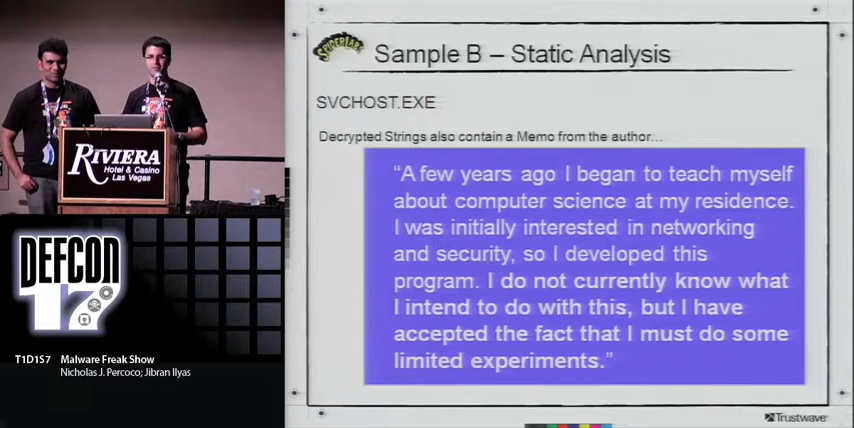 RIVIERA
Hotel & Casino
Las Vegas
DEFCON
17
T1D1S7 Malware Freak Show
Nicholas J. Percoco; Jibran Ilyas
SPIDERLABS
Sample B – Static Analysis
SVCHOST.EXE
Decrypted Strings also contain a Memo from the author…
“A few years ago I began to teach myself
about computer science at my residence.
I was initially interested in networking
and security, so I developed this
program. I do not currently know what
I intend to do with this, but I have
accepted the fact that I must do some
limited experiments.”
Trustwave